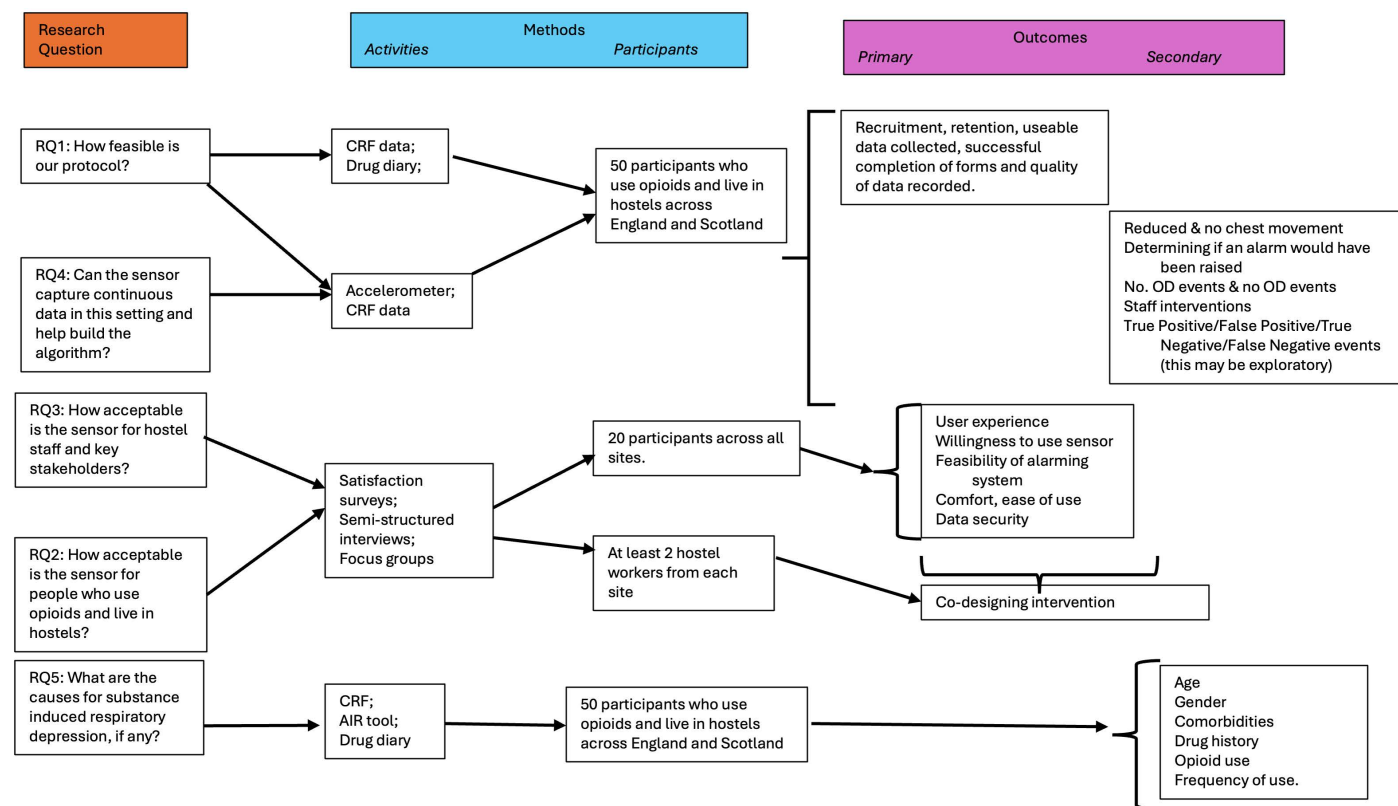 Research
Question
Methods
Activities Participants
Outcomes
Primary Secondary
RQ1: How feasible is
our protocol?
CRF data;
Drug diary;
50 participants who
use opioids and live in
hostels across
England and Scotland
Recruitment, retention, useable
data collected, successful
completion of forms and quality
of data recorded.
RQ4: Can the sensor
capture continuous
data in this setting and
help build the
algorithm?
Accelerometer;
CRF data
Reduced & no chest movement
Determining if an alarm would have
been raised
No. OD events & no OD events
Staff interventions
True Positive/False Positive/True
Negative/False Negative events
(this may be exploratory)
RQ3: How acceptable
is the sensor for hostel
staff and key
stakeholders?
Satisfaction
surveys;
Semi-structured
interviews;
Focus groups
20 participants across all
sites.
User experience
Willingness to use sensor
Feasibility of alarming
system
Comfort, ease of use
Data security
RQ2: How acceptable
is the sensor for
people who use
opioids and live in
hostels?
At least 2 hostel
workers from each
site
Co-designing intervention
RQ5: What are the
causes for substance
induced respiratory
depression, if any?
CRF;
AIR tool;
Drug diary
50 participants who use
opioids and live in hostels
across England and Scotland
Age
Gender
Comorbidities
Drug history
Opioid use
Frequency of use.